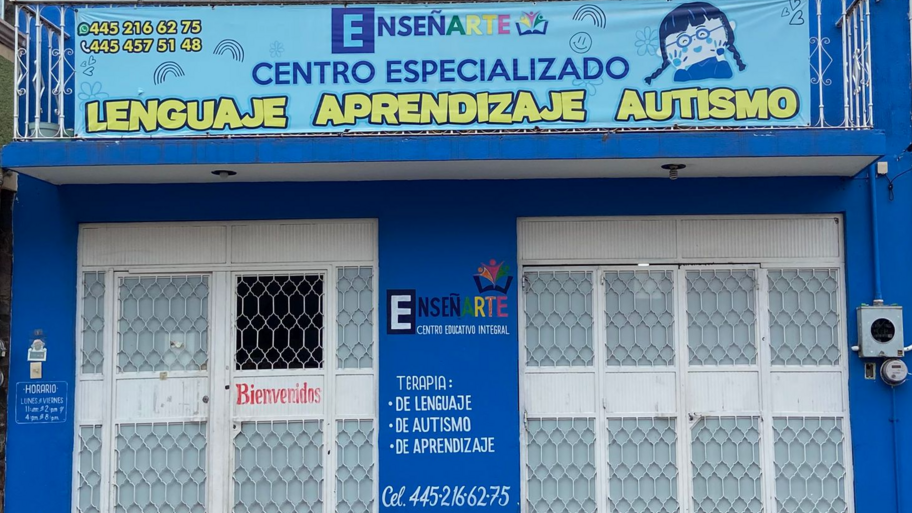 445 216 62 75
445 457 51 48
ENSEÑARTE
CENTRO ESPECIALIZADO
LENGUAJE APRENDIZAJE AUTISMO
ENSEÑARTE
CENTRO EDUCATIVO INTEGRAL
Bienvenidos
TERAPIA:
• DE LENGUAJE
• DE AUTISMO
• DE APRENDIZAJE
Cel. 445-216-62-75
HORARIO
LUNES A VIERNES